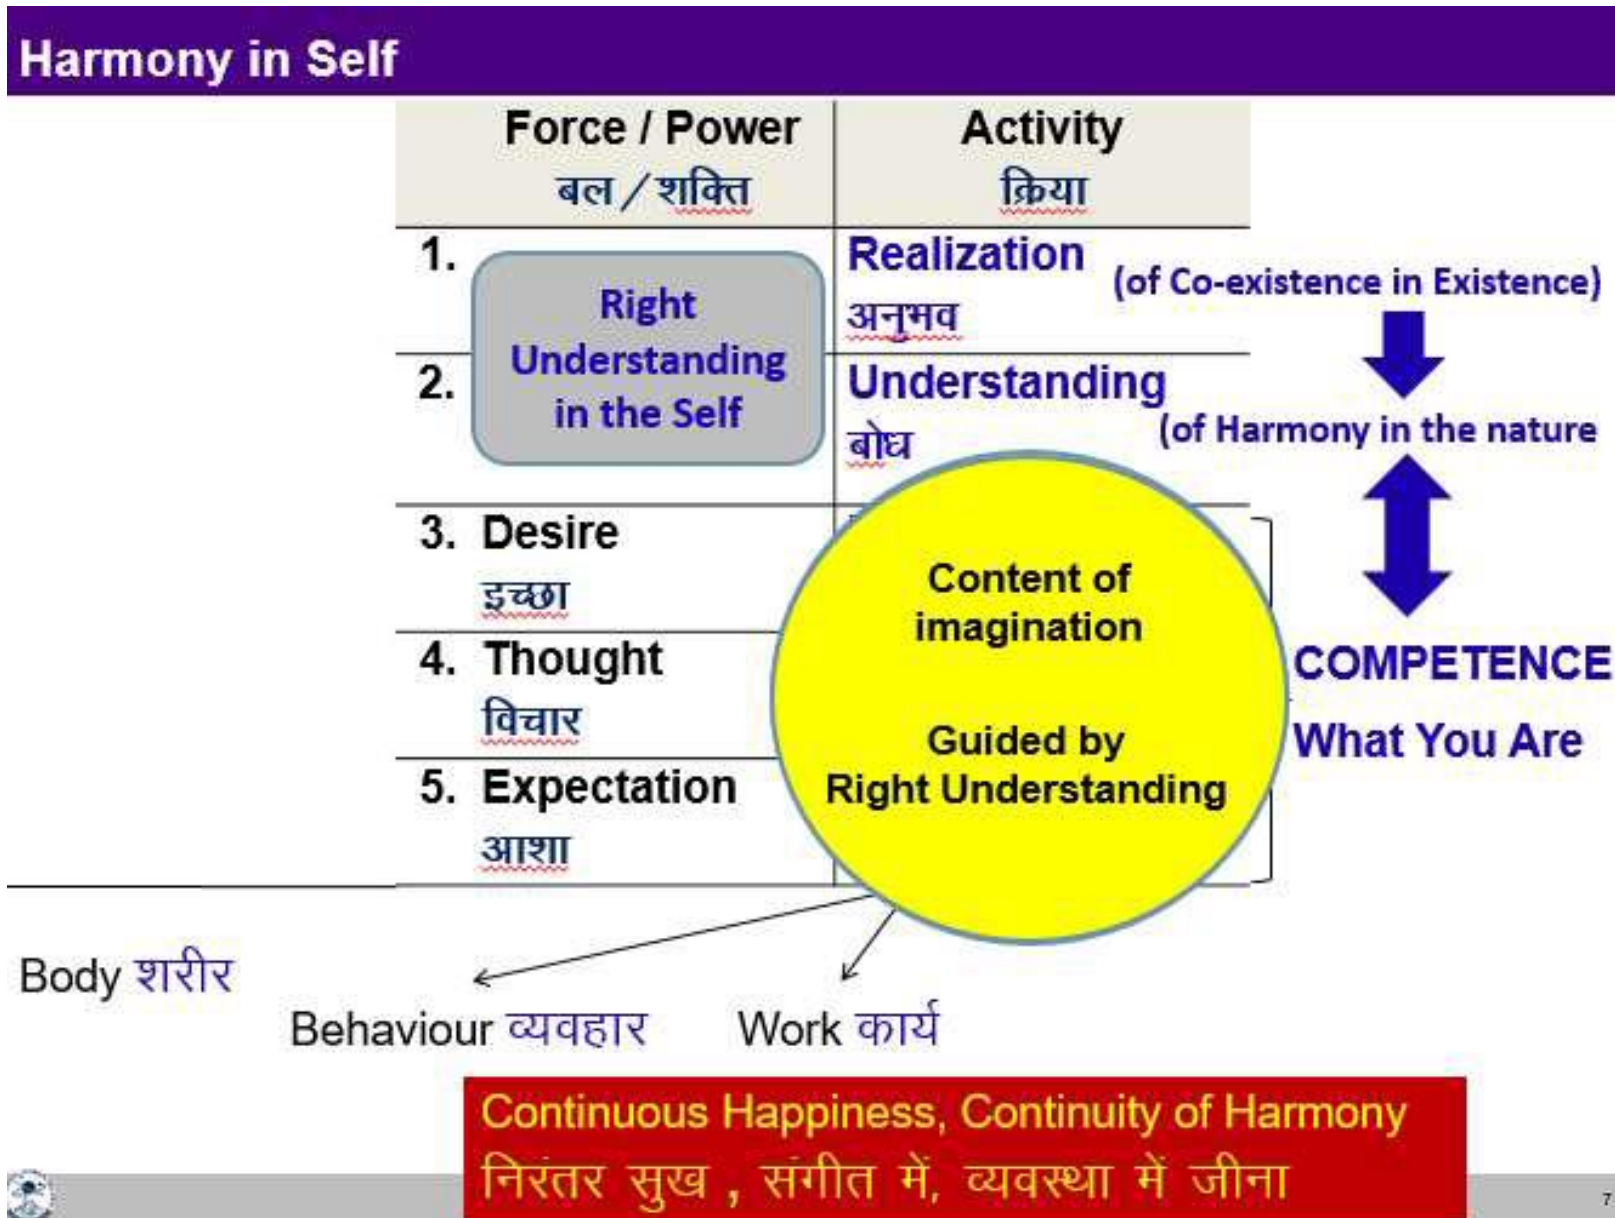 Harmony in Self
Force / Power
बल / शक्ति
Activity
क्रिया
1.
Right
Understanding
in the Self
Realization
अनुभव
(of Co-existence in Existence)
2.
Understanding
बोध
(of Harmony in the nature
3. Desire
इच्छा
4. Thought
विचार
5. Expectation
आशा
Content of
imagination
Guided by
Right Understanding
COMPETENCE
What You Are
Body शरीर
Behaviour व्यवहार
Work कार्य
Continuous Happiness, Continuity of Harmony
निरंतर सुख , संगीत में, व्यवस्था में जीना
7